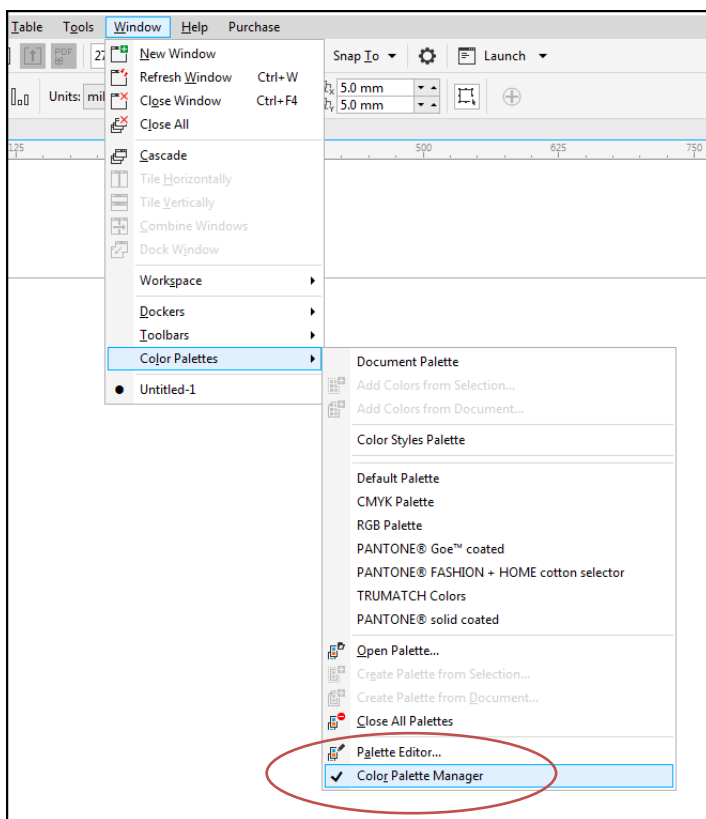 Table Tools Window Help Purchase
PDF 27 Snap To Launch
Units: mil 5.0 mm
5.0 mm
125 500 625 750
New Window
Refresh Window Ctrl+W
Close Window Ctrl+F4
Close All
Cascade
Tile Horizontally
Tile Vertically
Combine Windows
Dock Window
Workspace
Dockers
Toolbars
Color Palettes
Untitled-1
Document Palette
Add Colors from Selection...
Add Colors from Document...
Color Styles Palette
Default Palette
CMYK Palette
RGB Palette
PANTONE® Goe™ coated
PANTONE® FASHION + HOME cotton selector
TRUMATCH Colors
PANTONE® solid coated
Open Palette...
Create Palette from Selection...
Create Palette from Document...
Close All Palettes
Palette Editor...
Color Palette Manager